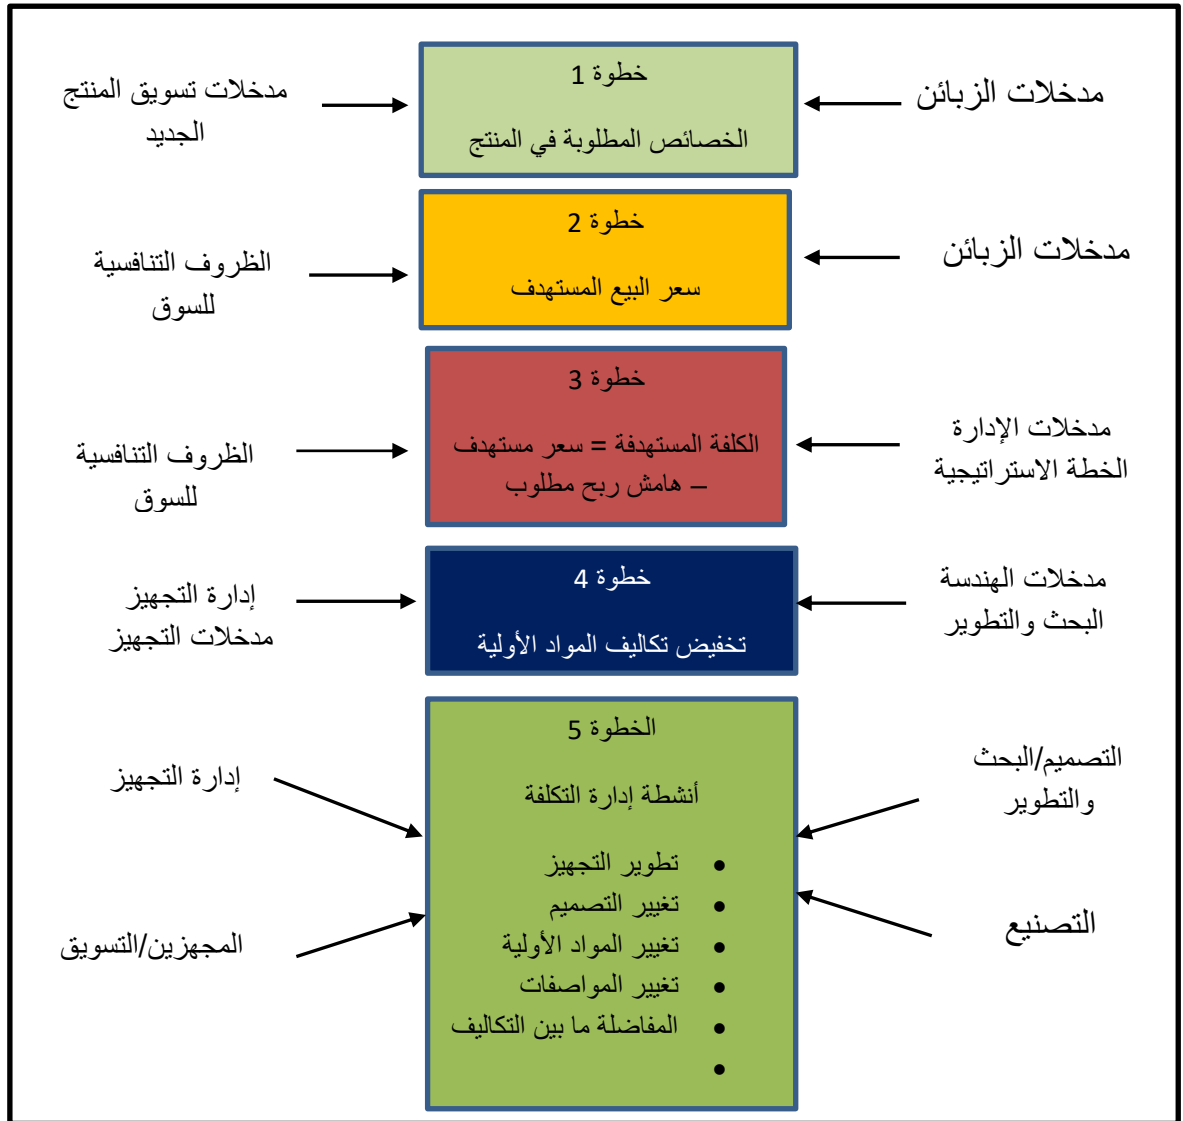 خطوة 1
الخصائص المطلوبة في المنتج
مدخلات الزبائن
مدخلات تسويق المنتج
الجديد
خطوة 2
سعر البيع المستهدف
مدخلات الزبائن
الظروف التنافسية
للسوق
خطوة 3
الكلفة المستهدفة = سعر مستهدف
– هامش ربح مطلوب
مدخلات الإدارة
الخطة الاستراتيجية
الظروف التنافسية
للسوق
خطوة 4
تخفيض تكاليف المواد الأولية
مدخلات الهندسة
البحث والتطوير
إدارة التجهيز
مدخلات التجهيز
الخطوة 5
أنشطة إدارة التكلفة
• تطوير التجهيز
• تغيير التصميم
• تغيير المواد الأولية
• تغيير المواصفات
• المفاضلة ما بين التكاليف
•
التصميم/البحث
والتطوير
التصنيع
إدارة التجهيز
المجهزين/التسويق